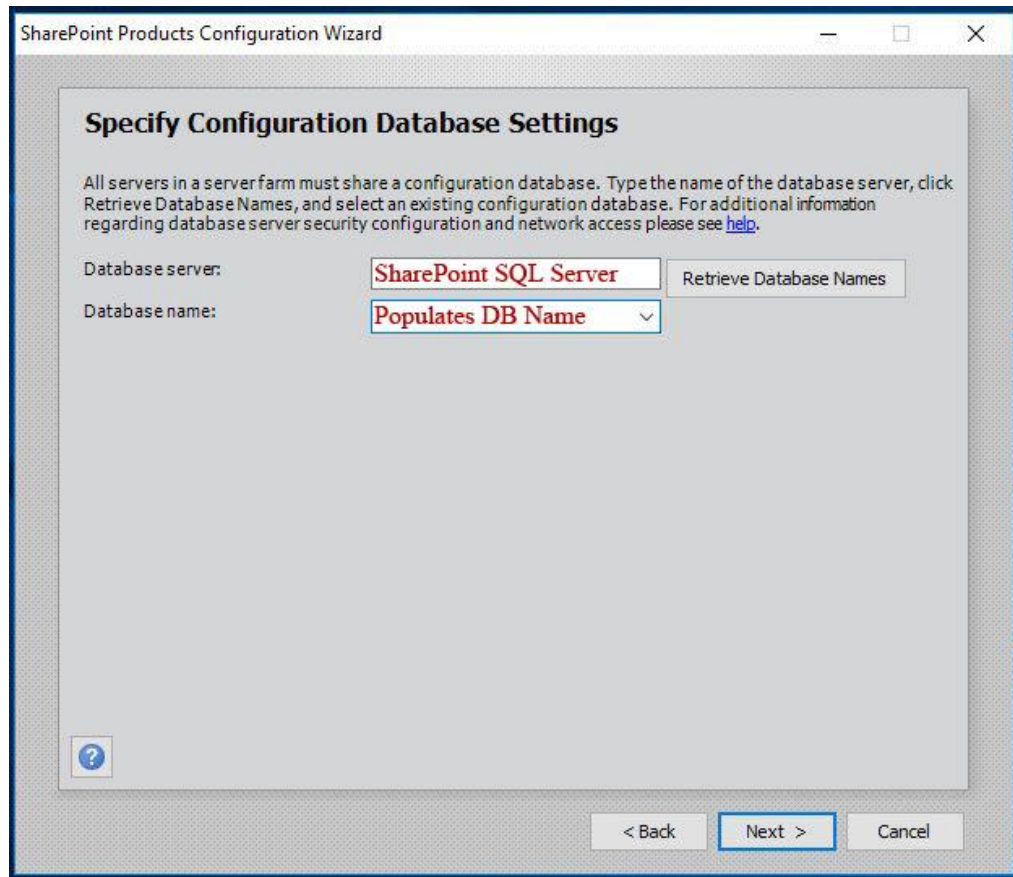 SharePoint Products Configuration Wizard
Specify Configuration Database Settings
All servers in a server farm must share a configuration database. Type the name of the database server, click
Retrieve Database Names, and select an existing configuration database. For additional information
regarding database server security configuration and network access please see help.
Database server:
SharePoint SQL Server
Retrieve Database Names
Database name:
Populates DB Name
?
< Back
Next >
Cancel